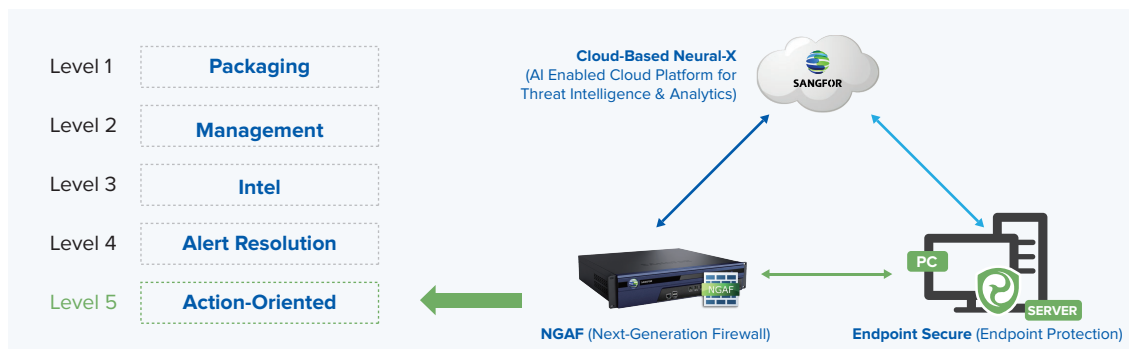 Level 1
Packaging
Level 2
Management
Level 3
Intel
Level 4
Alert Resolution
Level 5
Action-Oriented
Cloud-Based Neural-X
(AI Enabled Cloud Platform for
Threat Intelligence & Analytics)
SANGFOR
NGAF
NGAF (Next-Generation Firewall)
PC
SERVER
Endpoint Secure (Endpoint Protection)